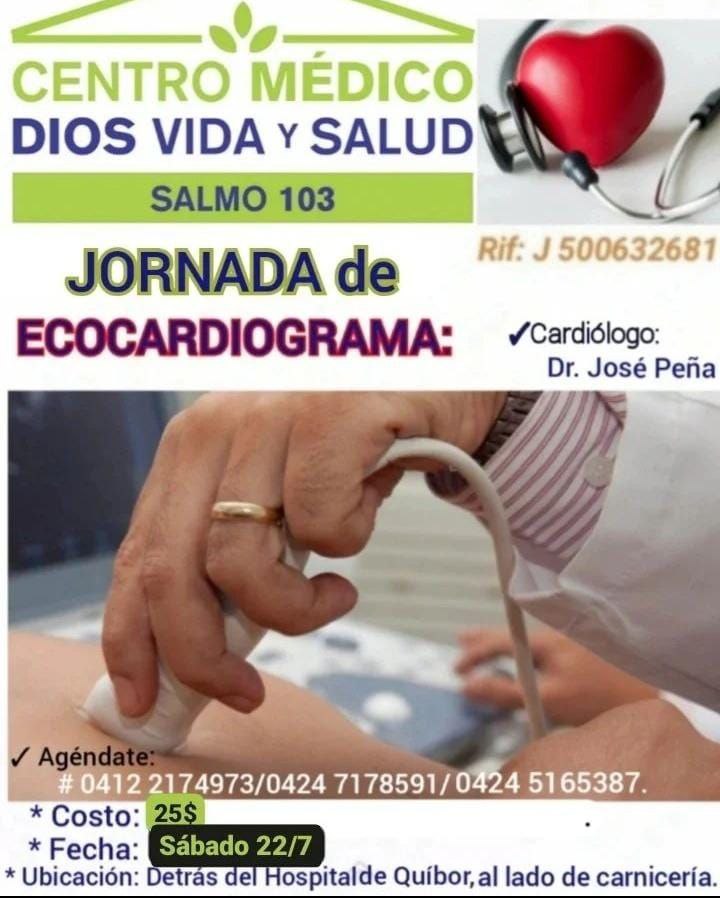 CENTRO MÉDICO
DIOS VIDA Y SALUD
SALMO 103
Rif: J 500632681
JORNADA de
ECOCARDIOGRAMA:
✓Cardiólogo:
Dr. José Peña
✓ Agéndate:
# 0412 2174973/0424 7178591/0424 5165387.
* Costo: 25$
* Fecha: Sábado 22/7
* Ubicación: Detrás del Hospitalde Quíbor,al lado de carnicería.